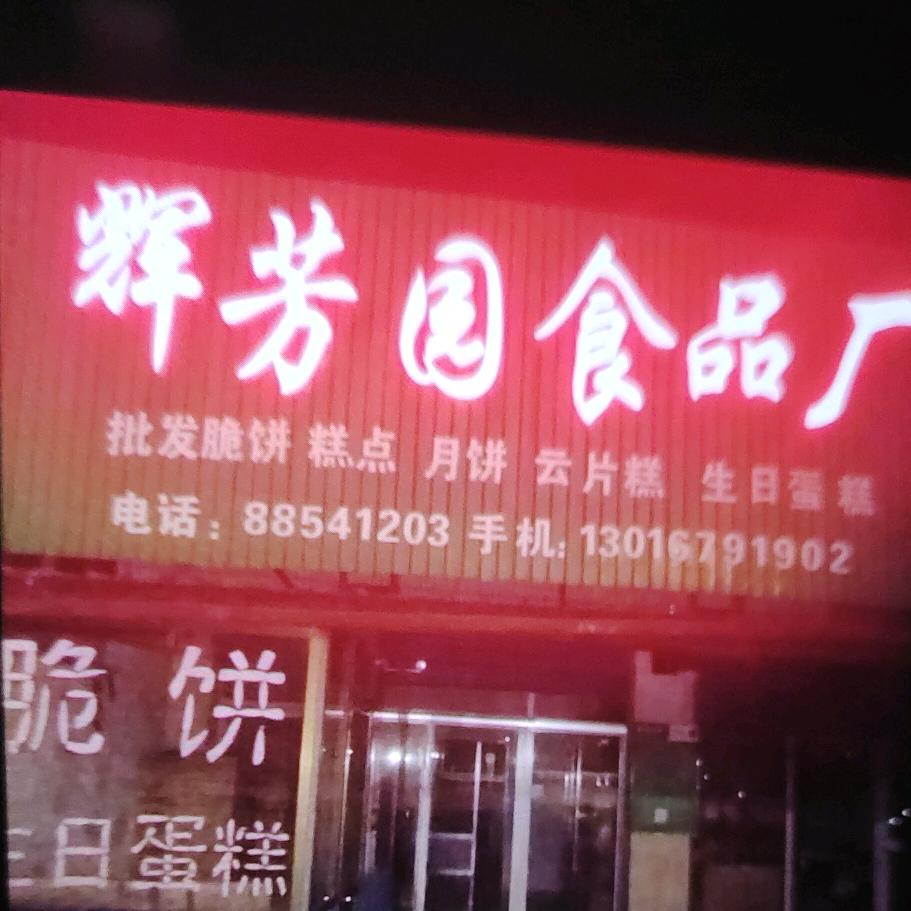 辉芳园食品厂
批发脆饼 糕点 月饼 云片糕 生日蛋糕
电话：88541203 手机：13016791902
脆饼
生日蛋糕